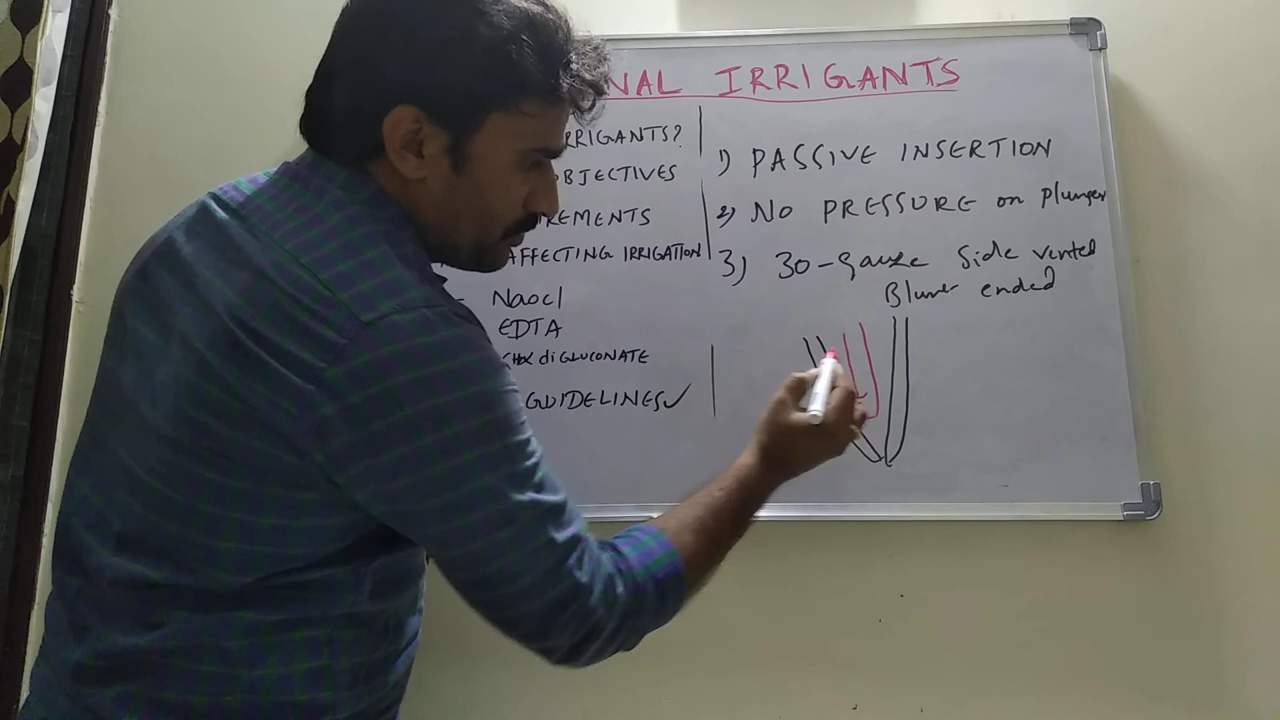 NAL IRRIGANTS
RRIGANTS?
BJECTIVES
REMENTS
AFFECTING IRRIGATION
- Naocl
EDTA
CHX diGLUCONATE
GUIDELINES✓
1) PASSIVE INSERTION
2) NO PRESSURE on plunger
3) 30-gauze Side vented
ended